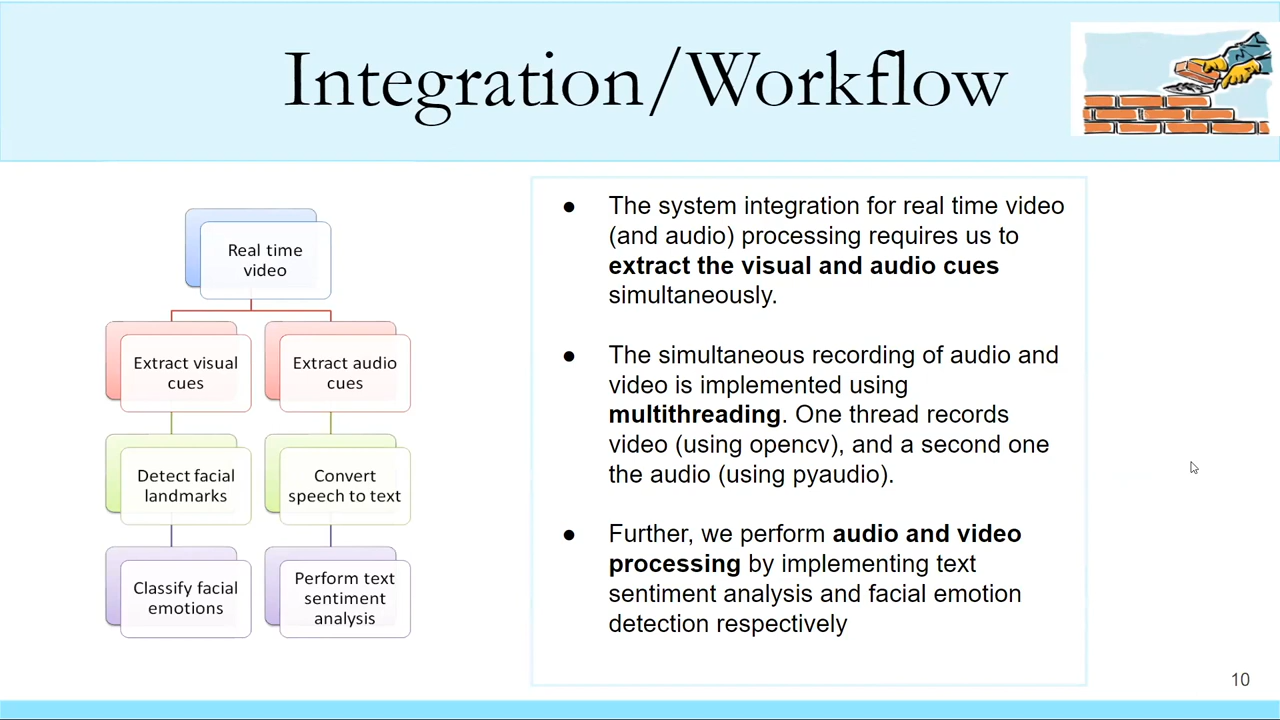 Integration/Workflow
Real time
video
Extract visual
cues
Extract audio
cues
Detect facial
landmarks
Convert
speech to text
Classify facial
emotions
Perform text
sentiment
analysis
● The system integration for real time video
(and audio) processing requires us to
extract the visual and audio cues
simultaneously.
● The simultaneous recording of audio and
video is implemented using
multithreading. One thread records
video (using opencv), and a second one
the audio (using pyaudio).
● Further, we perform audio and video
processing by implementing text
sentiment analysis and facial emotion
detection respectively
10